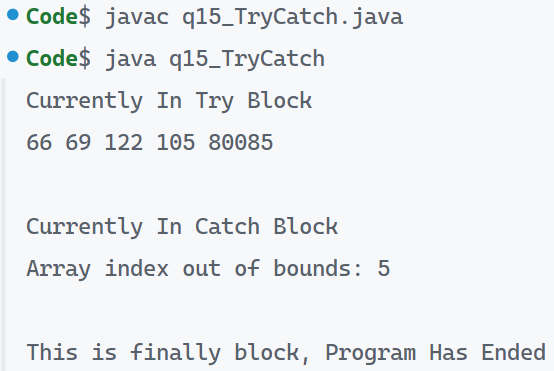 Code$ javac q15_TryCatch.java
Code$ java q15_TryCatch
Currently In Try Block
66 69 122 105 80085
Currently In Catch Block
Array index out of bounds: 5
This is finally block, Program Has Ended